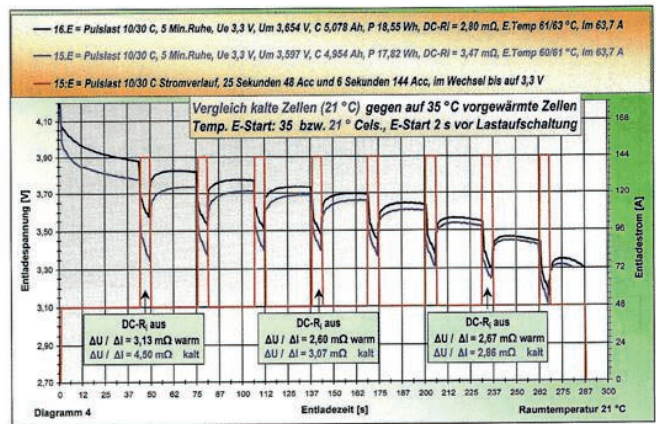 16.E = Pulslast 10/30 C, 5 Min.Ruhe, Ue 3,3 V, Um 3,654 V, C 5,078 Ah, P 18,55 Wh, DC-Ri = 2,80 mΩ, E.Temp 61/63 °C, Im 63,7 A
15.E = Pulslast 10/30 C, 5 Min.Ruhe, Ue 3,3 V, Um 3,597 V, C 4,954 Ah, P 17,82 Wh, DC-Ri = 3,47 mΩ, E.Temp 60/61 °C, Im 63,7 A
15:E = Pulslast 10/30 C Stromverlauf, 25 Sekunden 48 Acc und 6 Sekunden 144 Acc, im Wechsel bis auf 3,3 V
Vergleich kalte Zellen (21 °C) gegen auf 35 °C vorgewärmte Zellen
Temp. E-Start: 35 bzw. 21 ° Cels., E-Start 2 s vor Lastaufschaltung
Entladespannung [V]
4,10
3,90
3,70
3,50
3,30
3,10
2,90
2,70
168
144
120
96
72
48
24
0
Entladestrom [A]
DC-Ri aus
ΔU / ΔI = 3,13 mΩ warm
ΔU / ΔI = 4,50 mΩ kalt
DC-Ri aus
ΔU / ΔI = 2,60 mΩ warm
ΔU / ΔI = 3,07 mΩ kalt
DC-Ri aus
ΔU / ΔI = 2,67 mΩ warm
ΔU / ΔI = 2,86 mΩ kalt
0 12 25 37 50 62 75 87 100 112 125 137 150 162 175 187 200 212 225 237 250 262 275 287 300
Diagramm 4
Entladezeit [s]
Raumtemperatur 21 °C